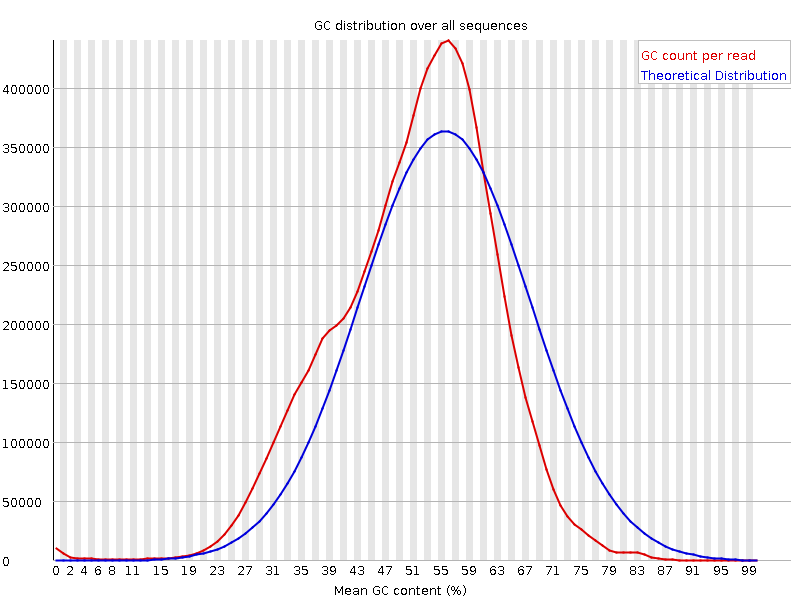 GC distribution over all sequences
GC count per read
Theoretical Distribution
400000
350000
300000
250000
200000
150000
100000
50000
0
0 2 4 6 8 11 15 19 23 27 31 35 39 43 47 51 55 59 63 67 71 75 79 83 87 91 95 99
Mean GC content (%)